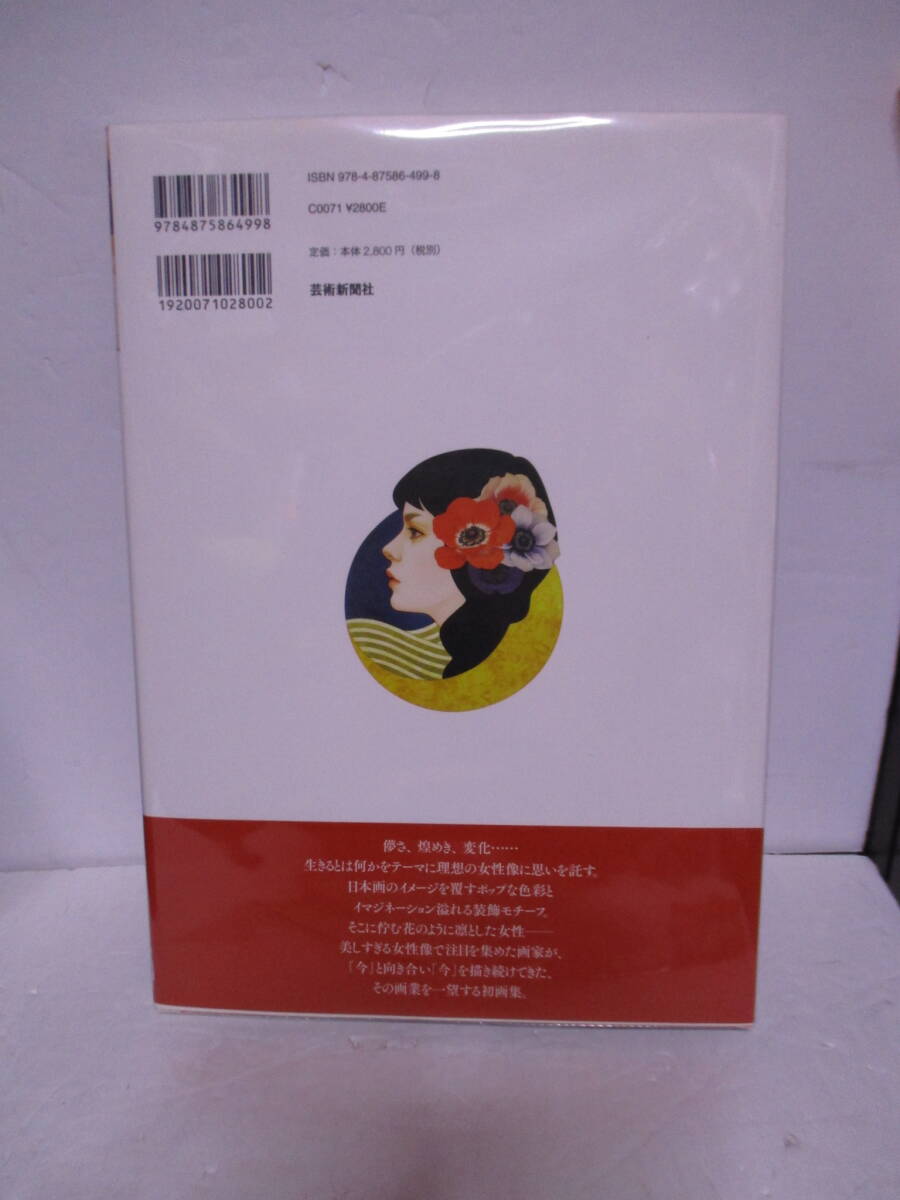 ISBN 978-4-87586-499-8
9784875864998
C0071 ¥2800E
定価：本体2,800円（税別）
1920071028002
芸術新聞社
儚さ、煌めき、変化……
生きるとは何かをテーマに理想の女性像に思いを託す。
日本画のイメージを覆すポップな色彩と
イマジネーション溢れる装飾モチーフ。
そこに佇む花のように凛とした女性——
美しすぎる女性像で注目を集めた画家が、
「今」と向き合い「今」を描き続けてきた、
その画業を一望する初画集。